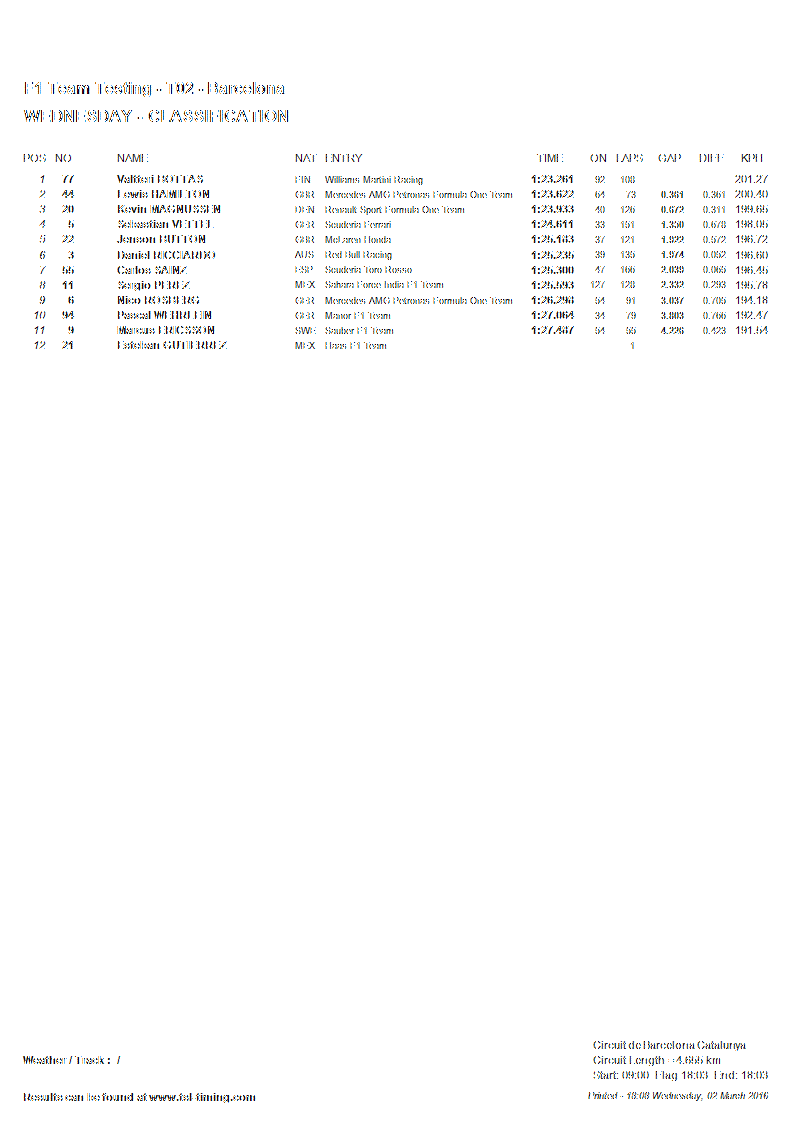 F1 Team Testing - T02 - Barcelona
WEDNESDAY - CLASSIFICATION
POS NO NAME NAT ENTRY TIME ON LAPS GAP DIFF KPH
1 77 Valtteri BOTTAS FIN Williams Martini Racing 1:23.261 92 108 201.27
2 44 Lewis HAMILTON GBR Mercedes AMG Petronas Formula One Team 1:23.622 64 73 0.361 0.361 200.40
3 20 Kevin MAGNUSSEN DEN Renault Sport Formula One Team 1:23.933 40 126 0.672 0.311 199.65
4 5 Sebastian VETTEL GER Scuderia Ferrari 1:24.611 33 151 1.350 0.678 198.05
5 22 Jenson BUTTON GBR McLaren Honda 1:25.183 37 121 1.922 0.572 196.72
6 3 Daniel RICCIARDO AUS Red Bull Racing 1:25.235 39 135 1.974 0.052 196.60
7 55 Carlos SAINZ ESP Scuderia Toro Rosso 1:25.300 47 166 2.039 0.065 196.45
8 11 Sergio PEREZ MEX Sahara Force India F1 Team 1:25.593 127 128 2.332 0.293 195.78
9 6 Nico ROSBERG GER Mercedes AMG Petronas Formula One Team 1:26.298 54 91 3.037 0.705 194.18
10 94 Pascal WEHRLEIN GER Manor F1 Team 1:27.064 34 79 3.803 0.766 192.47
11 9 Marcus ERICSSON SWE Sauber F1 Team 1:27.487 54 55 4.226 0.423 191.54
12 21 Esteban GUTIERREZ MEX Haas F1 Team 1
Circuit de Barcelona Catalunya
Weather / Track : /
Circuit Length = 4.655 km
Start: 09:00 Flag 18:03 End: 18:03
Results can be found at www.tsl-timing.com
Printed - 18:06 Wednesday, 02 March 2016